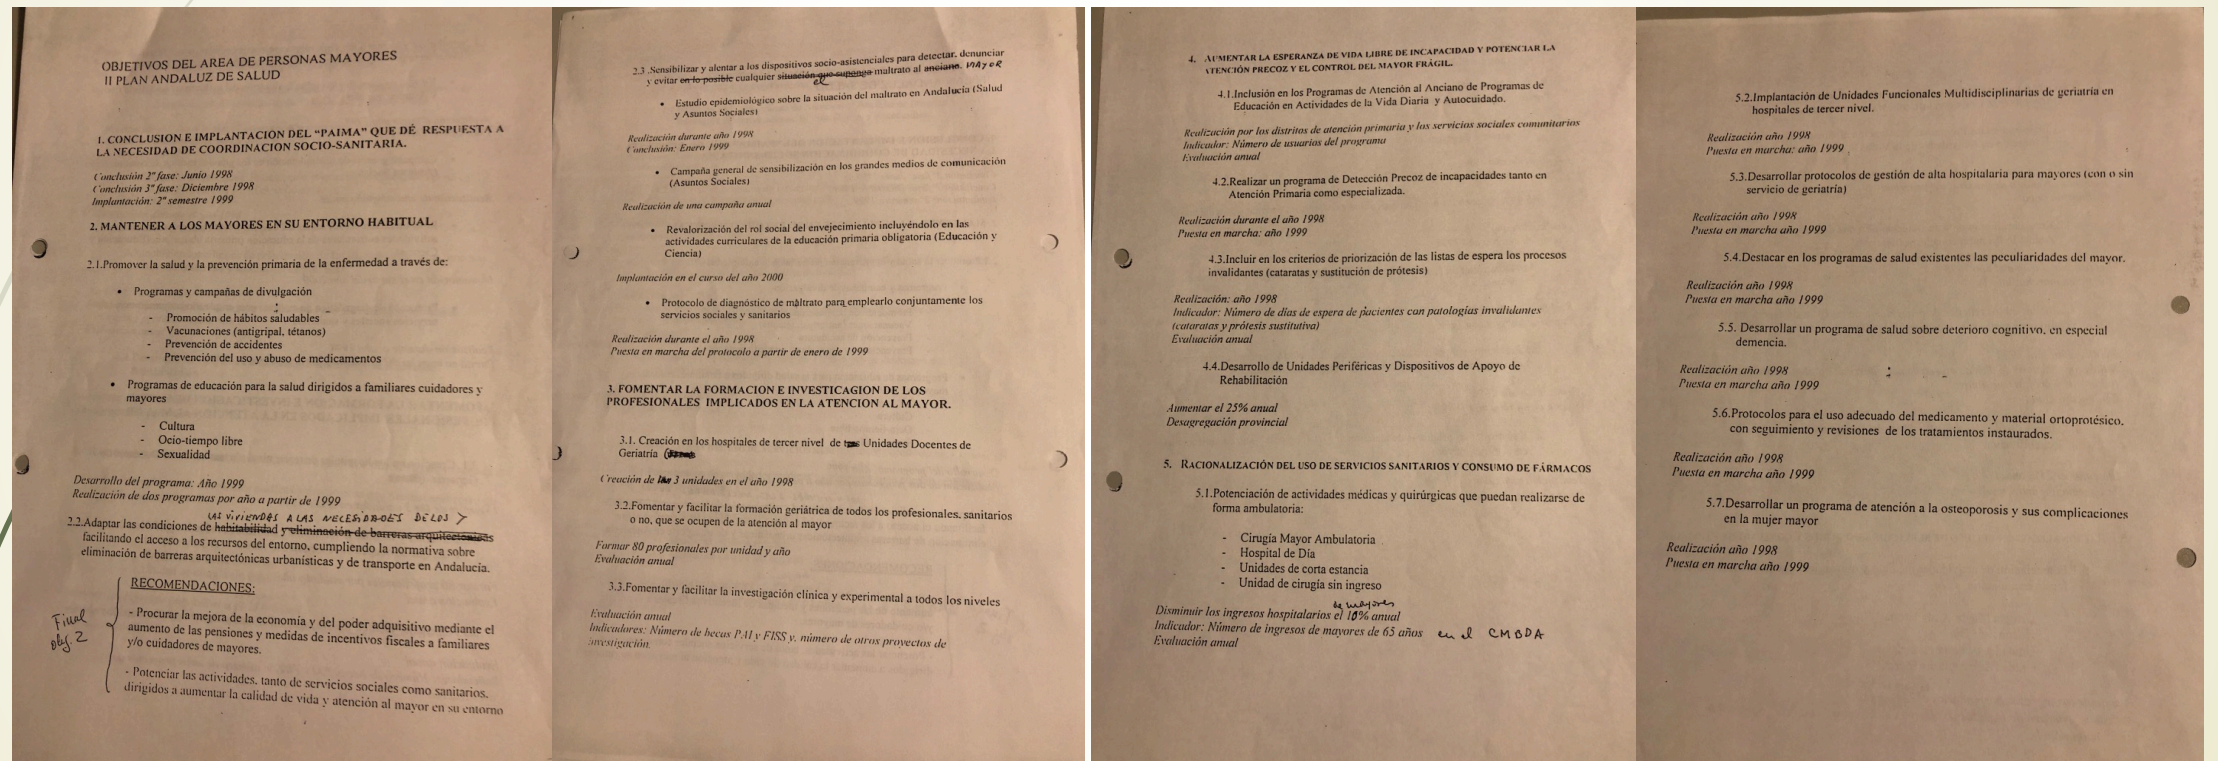 OBJETIVOS DEL AREA DE PERSONAS MAYORES
II PLAN ANDALUZ DE SALUD
1. CONCLUSION E IMPLANTACION DEL “PAIMA” QUE DÉ RESPUESTA A
LA NECESIDAD DE COORDINACION SOCIO-SANITARIA.
Conclusión 2ª fase: Junio 1998
Conclusión 3ª fase: Diciembre 1998
Implantación: 2º semestre 1999
2. MANTENER A LOS MAYORES EN SU ENTORNO HABITUAL
2.1.Promover la salud y la prevención primaria de la enfermedad a través de:
• Programas y campañas de divulgación
- Promoción de hábitos saludables
- Vacunaciones (antigripal, tétanos)
- Prevención de accidentes
- Prevención del uso y abuso de medicamentos
• Programas de educación para la salud dirigidos a familiares cuidadores y
mayores
- Cultura
- Ocio-tiempo libre
- Sexualidad
Desarrollo del programa: Año 1999
Realización de dos programas por año a partir de 1999
LAS VIVIENDAS A LAS NECESIDADES DE LOS >
2.2.Adaptar las condiciones de habitabilidad y eliminación de barreras arquitectónicas
facilitando el acceso a los recursos del entorno, cumpliendo la normativa sobre
eliminación de barreras arquitectónicas urbanísticas y de transporte en Andalucía.
RECOMENDACIONES:
Final
obj. 2
- Procurar la mejora de la economía y del poder adquisitivo mediante el
aumento de las pensiones y medidas de incentivos fiscales a familiares
y/o cuidadores de mayores.
- Potenciar las actividades, tanto de servicios sociales como sanitarios,
dirigidos a aumentar la calidad de vida y atención al mayor en su entorno
2.3 .Sensibilizar y alentar a los dispositivos socio-asistenciales para detectar, denunciar
y evitar en lo posible cualquier situación que suponga maltrato al anciano. MAYOR
el
• Estudio epidemiológico sobre la situación del maltrato en Andalucía (Salud
y Asuntos Sociales)
Realización durante año 1998
Conclusión: Enero 1999
• Campaña general de sensibilización en los grandes medios de comunicación
(Asuntos Sociales)
Realización de una campaña anual
• Revalorización del rol social del envejecimiento incluyéndolo en las
actividades curriculares de la educación primaria obligatoria (Educación y
Ciencia)
Implantación en el curso del año 2000
• Protocolo de diagnóstico de maltrato para emplearlo conjuntamente los
servicios sociales y sanitarios
Realización durante el año 1998
Puesta en marcha del protocolo a partir de enero de 1999
3. FOMENTAR LA FORMACION E INVESTICAGION DE LOS
PROFESIONALES IMPLICADOS EN LA ATENCION AL MAYOR.
3.1. Creación en los hospitales de tercer nivel de Unidades Docentes de
Geriatría
Creación de 3 unidades en el año 1998
3.2.Fomentar y facilitar la formación geriátrica de todos los profesionales, sanitarios
o no, que se ocupen de la atención al mayor
Formar 80 profesionales por unidad y año
Evaluación anual
3.3.Fomentar y facilitar la investigación clínica y experimental a todos los niveles
Evaluación anual
Indicadores: Número de becas PAI y FISS y, número de otros proyectos de
investigación.
4. AUMENTAR LA ESPERANZA DE VIDA LIBRE DE INCAPACIDAD Y POTENCIAR LA
ATENCIÓN PRECOZ Y EL CONTROL DEL MAYOR FRÁGIL.
4.1.Inclusión en los Programas de Atención al Anciano de Programas de
Educación en Actividades de la Vida Diaria y Autocuidado.
Realización por los distritos de atención primaria y los servicios sociales comunitarios
Indicador: Número de usuarios del programa
Evaluación anual
4.2.Realizar un programa de Detección Precoz de incapacidades tanto en
Atención Primaria como especializada.
Realización durante el año 1998
Puesta en marcha: año 1999
4.3.Incluir en los criterios de priorización de las listas de espera los procesos
invalidantes (cataratas y sustitución de prótesis)
Realización: año 1998
Indicador: Número de días de espera de pacientes can patologías invalidantes
(cataratas y prótesis sustitutiva)
Evaluación anual
4.4.Desarrollo de Unidades Periféricas y Dispositivos de Apoyo de
Rehabilitación
Aumentar el 25% anual
Desagregación provincial
5. RACIONALIZACIÓN DEL USO DE SERVICIOS SANITARIOS Y CONSUMO DE FÁRMACOS
5.1.Potenciación de actividades médicas y quirúrgicas que puedan realizarse de
forma ambulatoria:
- Cirugía Mayor Ambulatoria
- Hospital de Día
- Unidades de corta estancia
- Unidad de cirugía sin ingreso
de mayores
Disminuir los ingresos hospitalarios el 10% anual
Indicador: Número de ingresos de mayores de 65 años en el CMBDA
Evaluación anual
5.2.Implantación de Unidades Funcionales Multidisciplinarias de geriatría en
hospitales de tercer nivel.
Realización año 1998
Puesta en marcha: año 1999
5.3.Desarrollar protocolos de gestión de alta hospitalaria para mayores (con o sin
servicio de geriatría)
Realización año 1998
Puesta en marcha año 1999
5.4.Destacar en los programas de salud existentes las peculiaridades del mayor.
Realización año 1998
Puesta en marcha año 1999
5.5. Desarrollar un programa de salud sobre deterioro cognitivo, en especial
demencia.
Realización año 1998
Puesta en marcha año 1999
5.6.Protocolos para el uso adecuado del medicamento y material ortoprotésico,
con seguimiento y revisiones de los tratamientos instaurados.
Realización año 1998
Puesta en marcha año 1999
5.7.Desarrollar un programa de atención a la osteoporosis y sus complicaciones
en la mujer mayor
Realización año 1998
Puesta en marcha año 1999